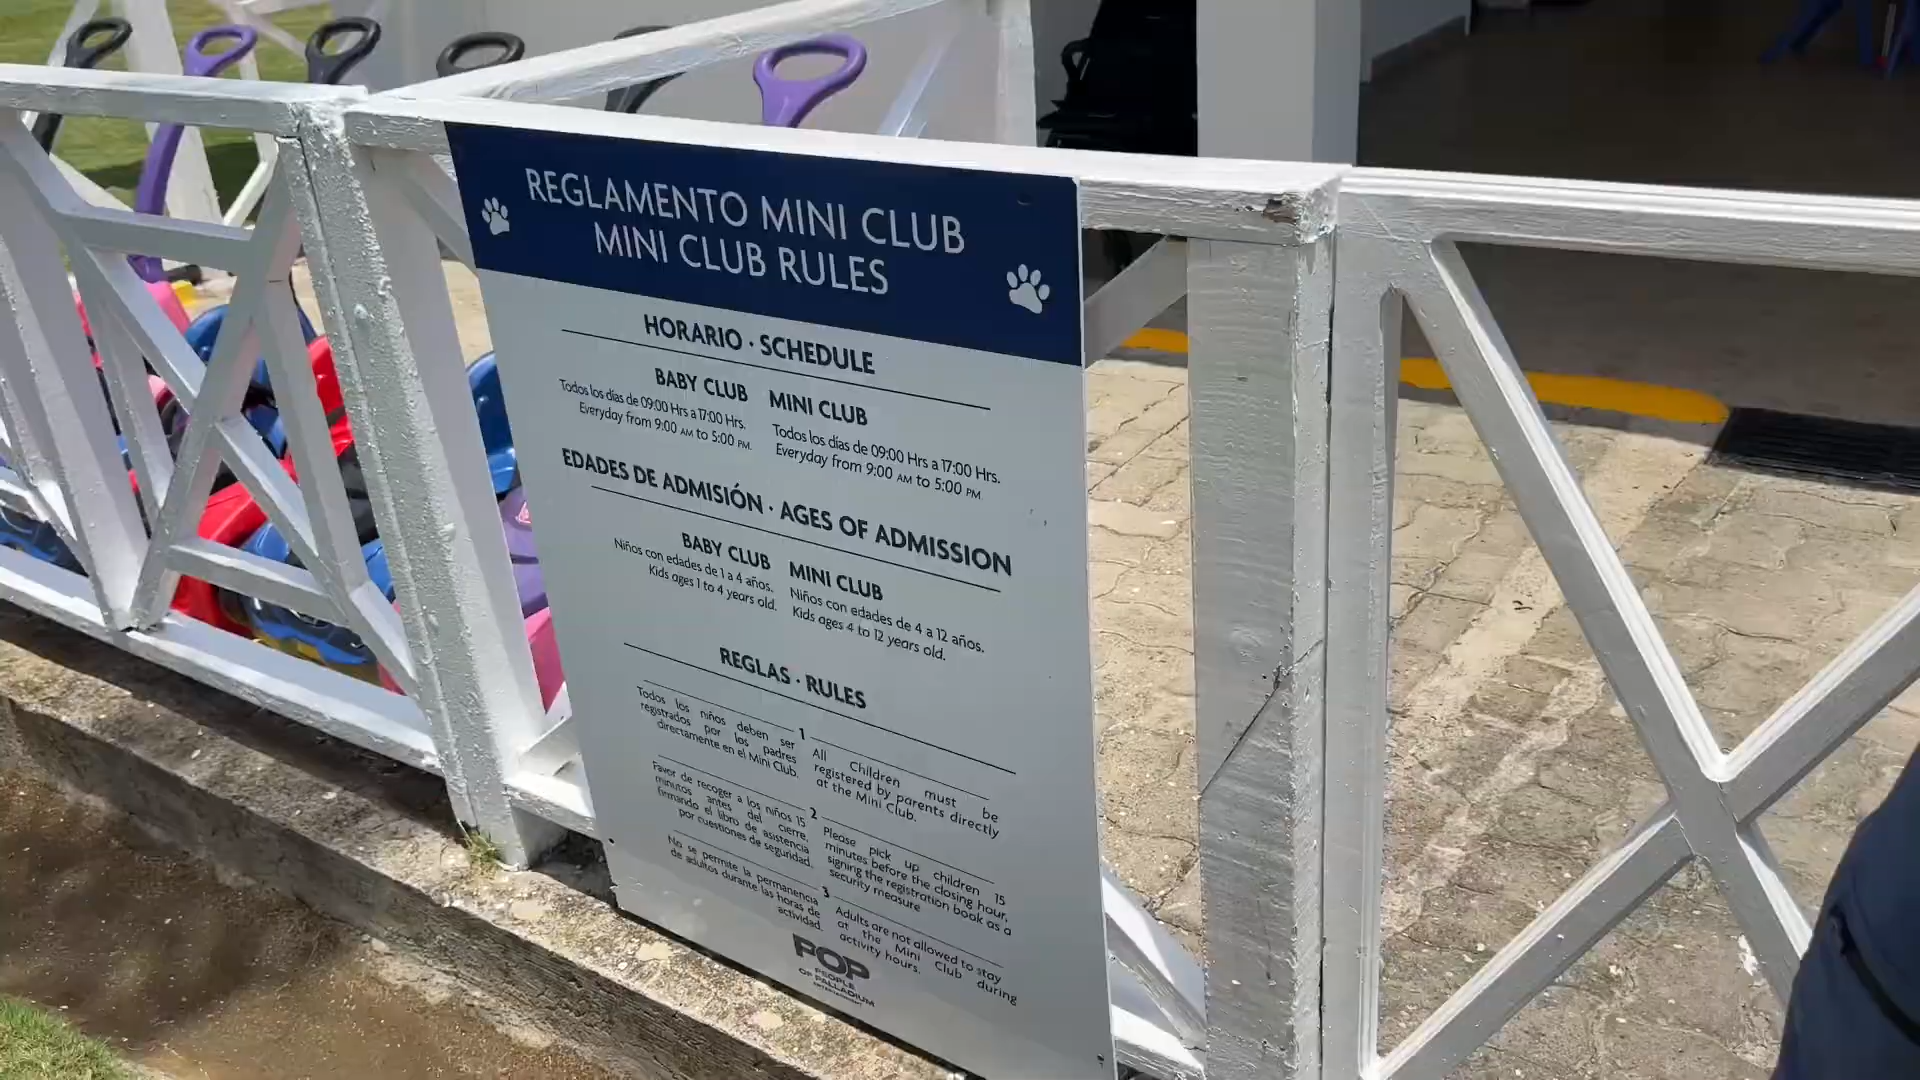 REGLAMENTO MINI CLUB
MINI CLUB RULES
HORARIO · SCHEDULE
BABY CLUB
Todos los días de 09:00 Hrs a 17:00 Hrs.
Everyday from 9:00 AM to 5:00 PM.
MINI CLUB
Todos los días de 09:00 Hrs a 17:00 Hrs.
Everyday from 9:00 AM to 5:00 PM
EDADES DE ADMISIÓN · AGES OF ADMISSION
BABY CLUB
Niños con edades de 1 a 4 años.
Kids ages 1 to 4 years old.
MINI CLUB
Niños con edades de 4 a 12 años.
Kids ages 4 to 12 years old.
REGLAS · RULES
1
Todos los niños deben ser
registrados por los padres
directamente en el Mini Club.
All Children must be
registered by parents directly
at the Mini Club.
2
Favor de recoger a los niños 15
minutos antes del cierre,
firmando el libro de asistencia
por cuestiones de seguridad.
Please pick up children 15
minutes before the closing hour,
signing the registration book as a
security measure
3
No se permite la permanencia
de adultos durante las horas de
actividad.
Adults are not allowed to stay
at the Mini Club during
activity hours.
POP
PEOPLE
OF PALLADIUM
ENTERTAINMENT